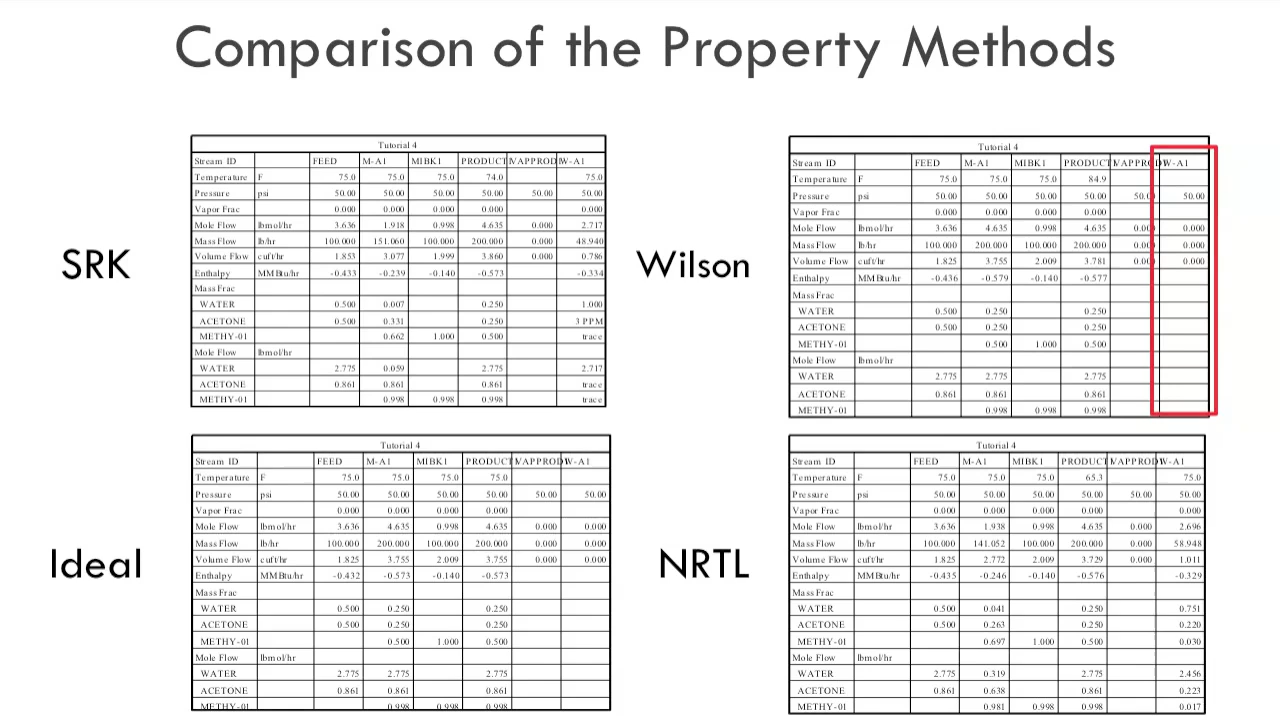 Comparison of the Property Methods
SRK
Tutorial 4
Stream ID FEED M-A1 MIBK1 PRODUCT VAPPROD W-A1
Temperature F 75.0 75.0 75.0 74.0 75.0
Pressure psi 50.00 50.00 50.00 50.00 50.00 50.00
Vapor Frac 0.000 0.000 0.000 0.000 0.000
Mole Flow lbmol/hr 3.636 1.918 0.998 4.635 0.000 2.717
Mass Flow lb/hr 100.000 151.060 100.000 200.000 0.000 48.940
Volume Flow cuft/hr 1.853 3.077 1.999 3.860 0.000 0.786
Enthalpy MMBtu/hr -0.433 -0.239 -0.140 -0.573 -0.334
Mass Frac
WATER 0.500 0.007 0.250 1.000
ACETONE 0.500 0.331 0.250 3 PPM
METHY-01 0.662 1.000 0.500 trace
Mole Flow lbmol/hr
WATER 2.775 0.059 2.775 2.717
ACETONE 0.861 0.861 0.861 trace
METHY-01 0.998 0.998 0.998 trace
Wilson
Tutorial 4
Stream ID FEED M-A1 MIBK1 PRODUCT VAPPROD W-A1
Temperature F 75.0 75.0 75.0 84.9
Pressure psi 50.00 50.00 50.00 50.00 50.00 50.00
Vapor Frac 0.000 0.000 0.000 0.000
Mole Flow lbmol/hr 3.636 4.635 0.998 4.635 0.000 0.000
Mass Flow lb/hr 100.000 200.000 100.000 200.000 0.000 0.000
Volume Flow cuft/hr 1.825 3.755 2.009 3.781 0.000 0.000
Enthalpy MMBtu/hr -0.436 -0.579 -0.140 -0.577
Mass Frac
WATER 0.500 0.250 0.250
ACETONE 0.500 0.250 0.250
METHY-01 0.500 1.000 0.500
Mole Flow lbmol/hr
WATER 2.775 2.775 2.775
ACETONE 0.861 0.861 0.861
METHY-01 0.998 0.998 0.998
Ideal
Tutorial 4
Stream ID FEED M-A1 MIBK1 PRODUCT VAPPROD W-A1
Temperature F 75.0 75.0 75.0 75.0
Pressure psi 50.00 50.00 50.00 50.00 50.00 50.00
Vapor Frac 0.000 0.000 0.000 0.000
Mole Flow lbmol/hr 3.636 4.635 0.998 4.635 0.000 0.000
Mass Flow lb/hr 100.000 200.000 100.000 200.000 0.000 0.000
Volume Flow cuft/hr 1.825 3.755 2.009 3.755 0.000 0.000
Enthalpy MMBtu/hr -0.432 -0.573 -0.140 -0.573
Mass Frac
WATER 0.500 0.250 0.250
ACETONE 0.500 0.250 0.250
METHY-01 0.500 1.000 0.500
Mole Flow lbmol/hr
WATER 2.775 2.775 2.775
ACETONE 0.861 0.861 0.861
METHY-01 0.998 0.998 0.998
NRTL
Tutorial 4
Stream ID FEED M-A1 MIBK1 PRODUCT VAPPROD W-A1
Temperature F 75.0 75.0 75.0 65.3 75.0
Pressure psi 50.00 50.00 50.00 50.00 50.00 50.00
Vapor Frac 0.000 0.000 0.000 0.000 0.000
Mole Flow lbmol/hr 3.636 1.938 0.998 4.635 0.000 2.696
Mass Flow lb/hr 100.000 141.052 100.000 200.000 0.000 58.948
Volume Flow cuft/hr 1.825 2.772 2.009 3.729 0.000 1.011
Enthalpy MMBtu/hr -0.435 -0.246 -0.140 -0.576 -0.329
Mass Frac
WATER 0.500 0.041 0.250 0.751
ACETONE 0.500 0.263 0.250 0.220
METHY-01 0.697 1.000 0.500 0.030
Mole Flow lbmol/hr
WATER 2.775 0.319 2.775 2.456
ACETONE 0.861 0.638 0.861 0.223
METHY-01 0.981 0.998 0.998 0.017